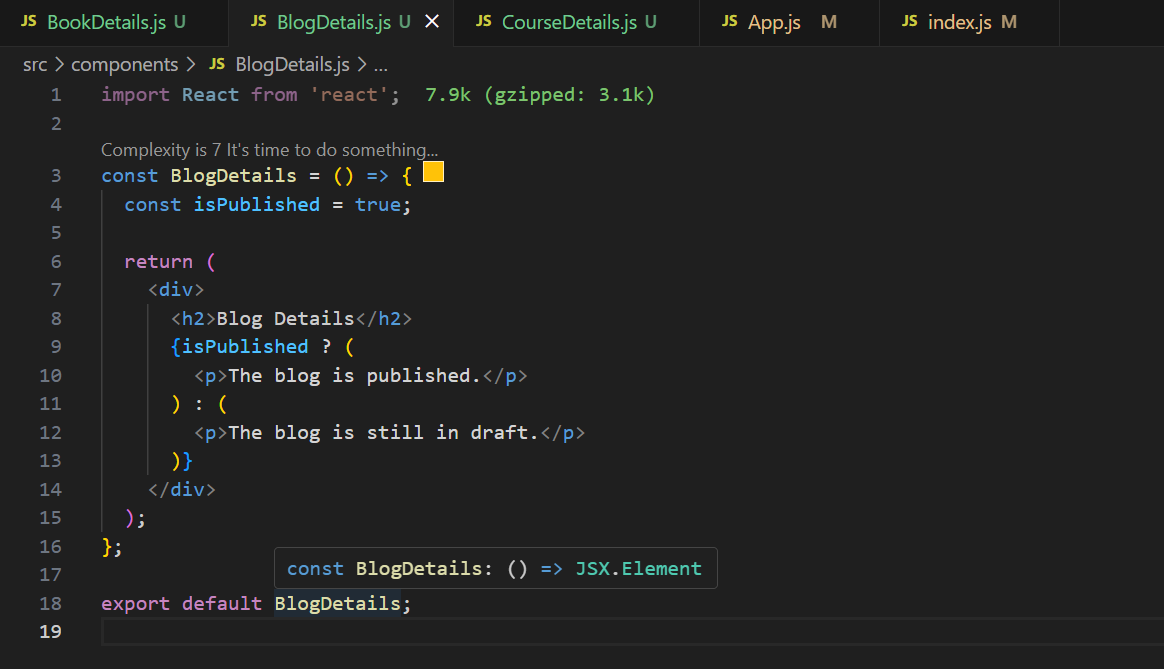 JS BookDetails.js U JS BlogDetails.js U JS CourseDetails.js U JS App.js M JS index.js M
src > components > JS BlogDetails.js > ...
1 import React from 'react'; 7.9k (gzipped: 3.1k)
2
Complexity is 7 It's time to do something...
3 const BlogDetails = () => {
4 const isPublished = true;
5
6 return (
7 <div>
8 <h2>Blog Details</h2>
9 {isPublished ? (
10 <p>The blog is published.</p>
11 ) : (
12 <p>The blog is still in draft.</p>
13 )}
14 </div>
15 );
16 };
17
const BlogDetails: () => JSX.Element
18 export default BlogDetails;
19